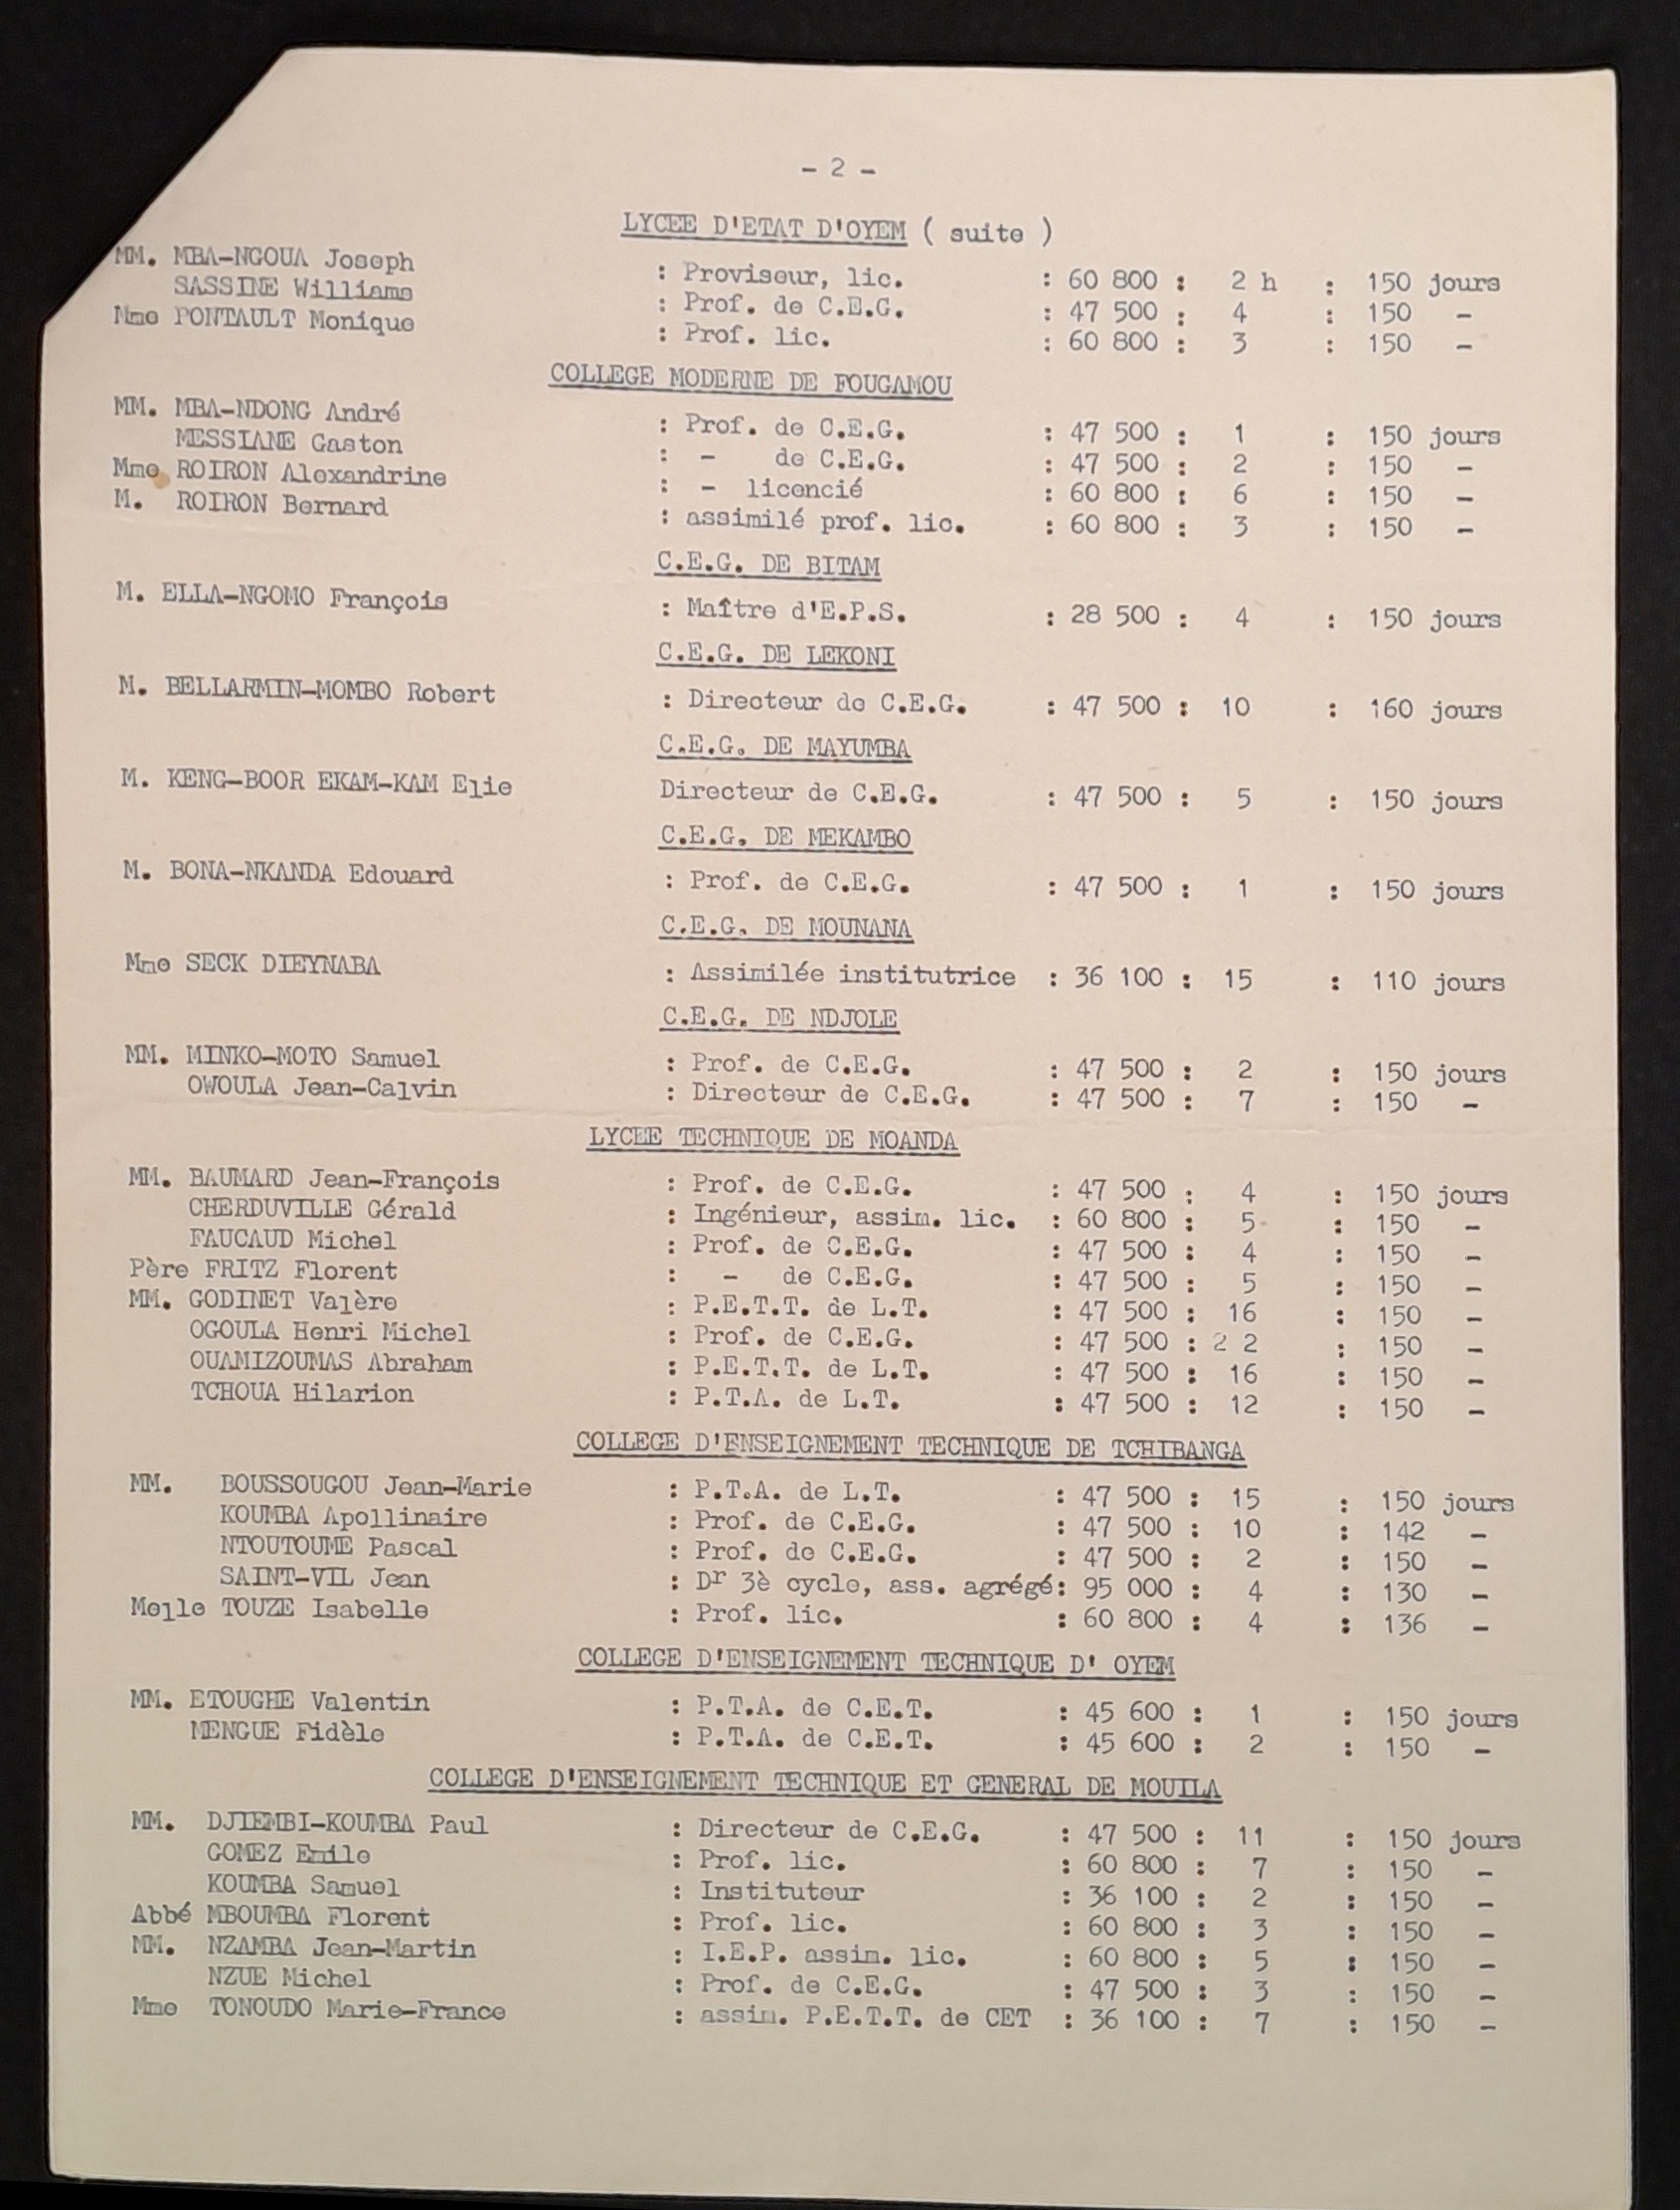 - 2 -
LYCEE D'ETAT D'OYEM ( suite )
MM. MBA-NGOUA Joseph : Proviseur, lic. : 60 800 : 2 h : 150 jours
SASSINE Williams : Prof. de C.E.G. : 47 500 : 4 : 150 -
Mme PONTAULT Monique : Prof. lic. : 60 800 : 3 : 150 -
COLLEGE MODERNE DE FOUGAMOU
MM. MBA-NDONG André : Prof. de C.E.G. : 47 500 : 1 : 150 jours
MESSIANE Gaston : - de C.E.G. : 47 500 : 2 : 150 -
Mme ROIRON Alexandrine : - licencié : 60 800 : 6 : 150 -
M. ROIRON Bernard : assimilé prof. lic. : 60 800 : 3 : 150 -
C.E.G. DE BITAM
M. ELLA-NGOMO François : Maître d'E.P.S. : 28 500 : 4 : 150 jours
C.E.G. DE LEKONI
M. BELLARMIN-MOMBO Robert : Directeur de C.E.G. : 47 500 : 10 : 160 jours
C.E.G. DE MAYUMBA
M. KENG-BOOR EKAM-KAM Elie Directeur de C.E.G. : 47 500 : 5 : 150 jours
C.E.G. DE MEKAMBO
M. BONA-NKANDA Edouard : Prof. de C.E.G. : 47 500 : 1 : 150 jours
C.E.G. DE MOUNANA
Mme SECK DIEYNABA : Assimilée institutrice : 36 100 : 15 : 110 jours
C.E.G. DE NDJOLE
MM. MINKO-MOTO Samuel : Prof. de C.E.G. : 47 500 : 2 : 150 jours
OWOULA Jean-Calvin : Directeur de C.E.G. : 47 500 : 7 : 150 -
LYCEE TECHNIQUE DE MOANDA
MM. BAUMARD Jean-François : Prof. de C.E.G. : 47 500 : 4 : 150 jours
CHERDUVILLE Gérald : Ingénieur, assim. lic. : 60 800 : 5 : 150 -
FAUCAUD Michel : Prof. de C.E.G. : 47 500 : 4 : 150 -
Père FRITZ Florent : - de C.E.G. : 47 500 : 5 : 150 -
MM. GODINET Valère : P.E.T.T. de L.T. : 47 500 : 16 : 150 -
OGOULA Henri Michel : Prof. de C.E.G. : 47 500 : 2 2 : 150 -
OUAMIZOUMAS Abraham : P.E.T.T. de L.T. : 47 500 : 16 : 150 -
TCHOUA Hilarion : P.T.A. de L.T. : 47 500 : 12 : 150 -
COLLEGE D'ENSEIGNEMENT TECHNIQUE DE TCHIBANGA
MM. BOUSSOUGOU Jean-Marie : P.T.A. de L.T. : 47 500 : 15 : 150 jours
KOUMBA Apollinaire : Prof. de C.E.G. : 47 500 : 10 : 142 -
NTOUTOUME Pascal : Prof. de C.E.G. : 47 500 : 2 : 150 -
SAINT-VIL Jean : Dr 3è cycle, ass. agrégé: 95 000 : 4 : 130 -
Melle TOUZE Isabelle : Prof. lic. : 60 800 : 4 : 136 -
COLLEGE D'ENSEIGNEMENT TECHNIQUE D' OYEM
MM. ETOUGHE Valentin : P.T.A. de C.E.T. : 45 600 : 1 : 150 jours
MENGUE Fidèle : P.T.A. de C.E.T. : 45 600 : 2 : 150 -
COLLEGE D'ENSEIGNEMENT TECHNIQUE ET GENERAL DE MOUILA
MM. DJIEMBI-KOUMBA Paul : Directeur de C.E.G. : 47 500 : 11 : 150 jours
GOMEZ Emile : Prof. lic. : 60 800 : 7 : 150 -
KOUMBA Samuel : Instituteur : 36 100 : 2 : 150 -
Abbé MBOUMBA Florent : Prof. lic. : 60 800 : 3 : 150 -
MM. NZAMBA Jean-Martin : I.E.P. assim. lic. : 60 800 : 5 : 150 -
NZUE Michel : Prof. de C.E.G. : 47 500 : 3 : 150 -
Mme TONOUDO Marie-France : assim. P.E.T.T. de CET : 36 100 : 7 : 150 -